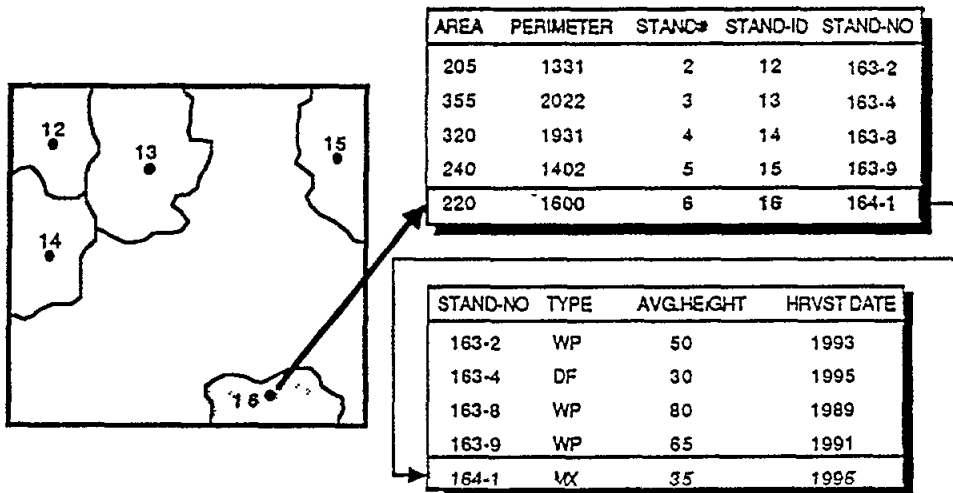 AREA PERIMETER STAND# STAND-ID STAND-NO
205 1331 2 12 163-2
355 2022 3 13 163-4
320 1931 4 14 163-8
240 1402 5 15 163-9
220 1600 6 16 164-1
12
13
15
14
16
STAND-NO TYPE AVG.HEIGHT HRVST DATE
163-2 WP 50 1993
163-4 DF 30 1995
163-8 WP 80 1989
163-9 WP 65 1991
164-1 MX 35 1996